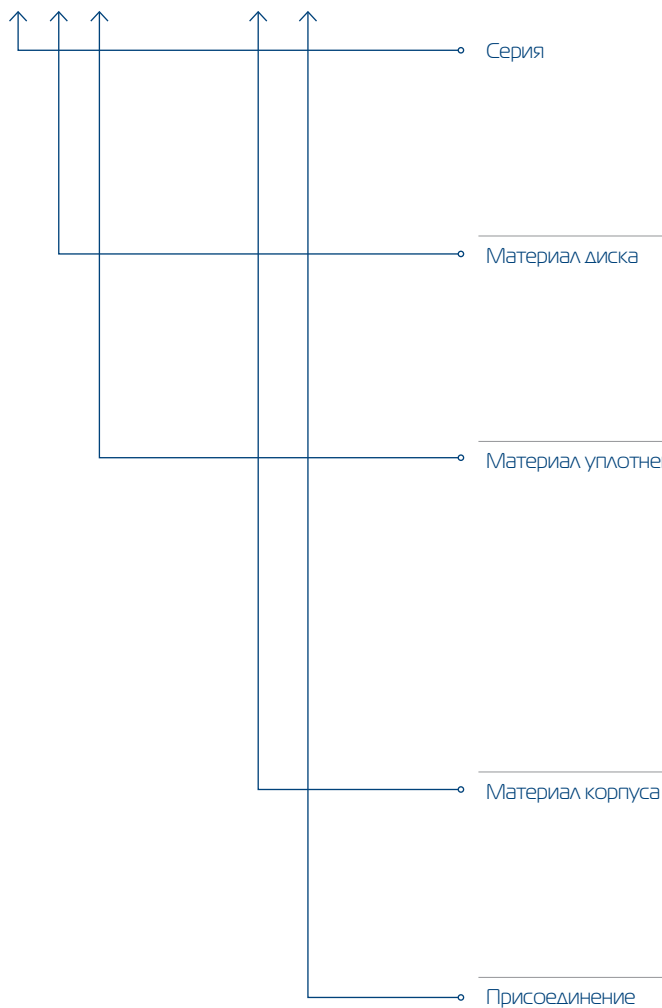 Серия
Материал диска
Материал уплотне
Материал корпуса
Присоединение